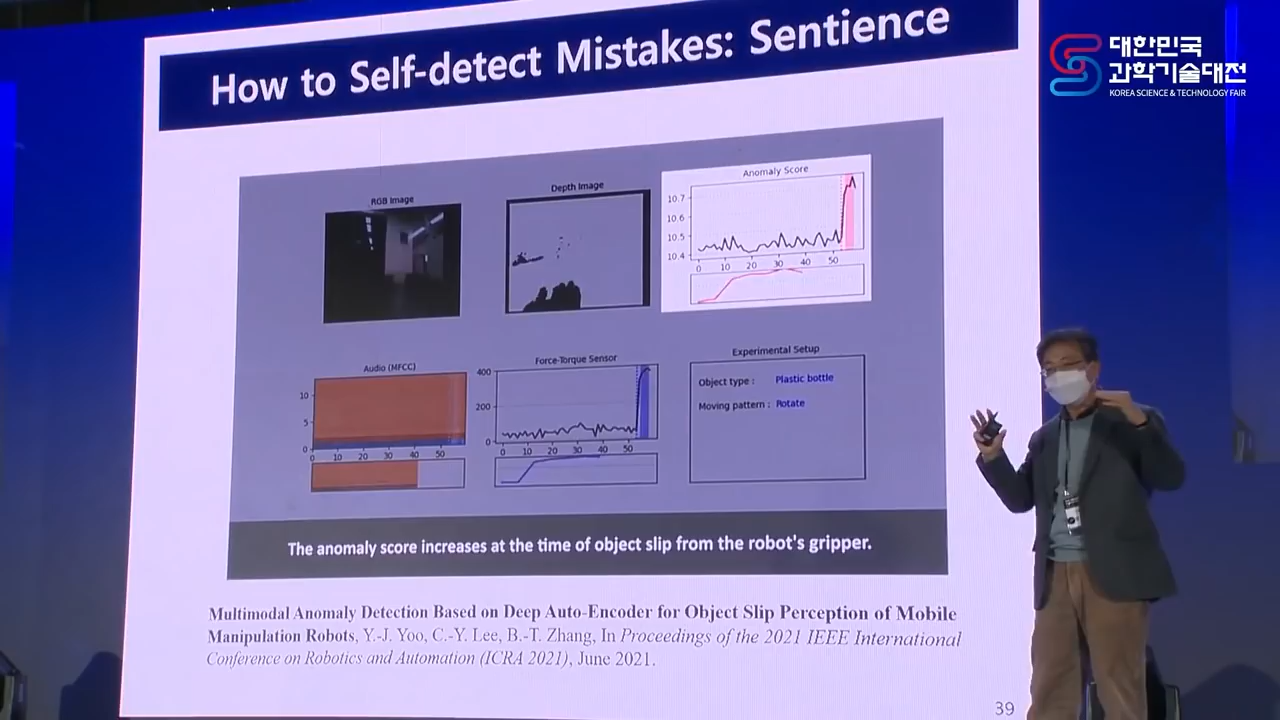 How to Self-detect Mistakes: Sentience
대한민국
과학기술대전
KOREA SCIENCE & TECHNOLOGY FAIR
RGB Image
Depth Image
Anomaly Score
10.7
10.6
10.5
10.4
0 10 20 30 40 50
Audio (MFCC)
10
5
0
0 10 20 30 40 50
Force-Torque Sensor
400
200
0
0 10 20 30 40 50
Experimental Setup
Object type : Plastic bottle
Moving pattern : Rotate
The anomaly score increases at the time of object slip from the robot's gripper.
Multimodal Anomaly Detection Based on Deep Auto-Encoder for Object Slip Perception of Mobile
Manipulation Robots, Y.-J. Yoo, C.-Y. Lee, B.-T. Zhang, In Proceedings of the 2021 IEEE International
Conference on Robotics and Automation (ICRA 2021), June 2021.
39